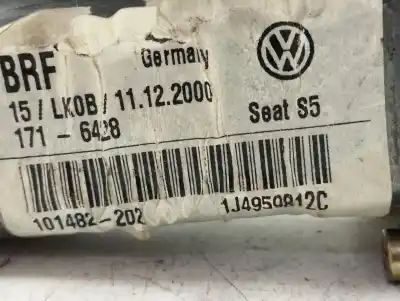 BRF Germany
15/LK0B/11.12.2000
171-6428 Seat S5
101482-202 1J4959812C